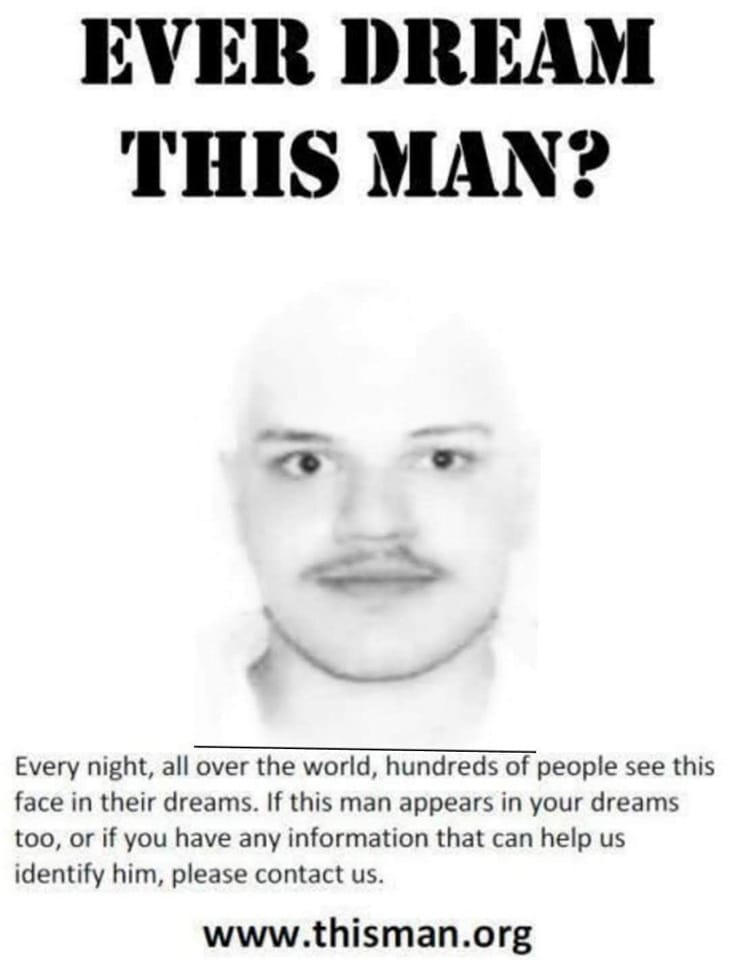 EVER DREAM
THIS MAN?
Every night, all over the world, hundreds of people see this
face in their dreams. If this man appears in your dreams
too, or if you have any information that can help us
identify him, please contact us.
www.thisman.org